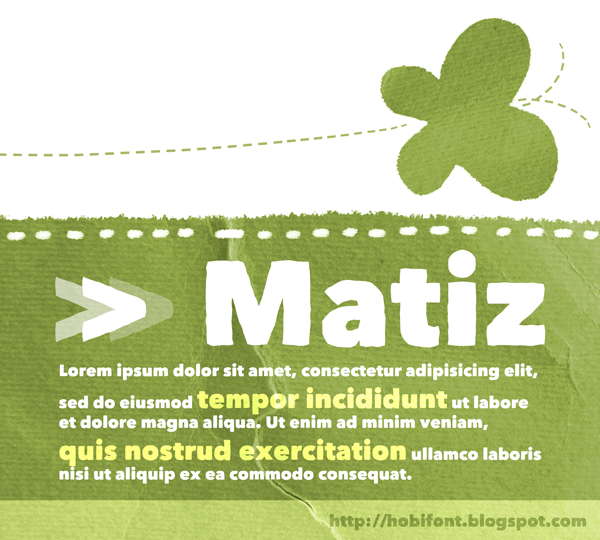 Matiz
Lorem ipsum dolor sit amet, consectetur adipisicing elit,
sed do eiusmod tempor incididunt ut labore
et dolore magna aliqua. Ut enim ad minim veniam,
quis nostrud exercitation ullamco laboris
nisi ut aliquip ex ea commodo consequat.
http://hobifont.blogspot.com